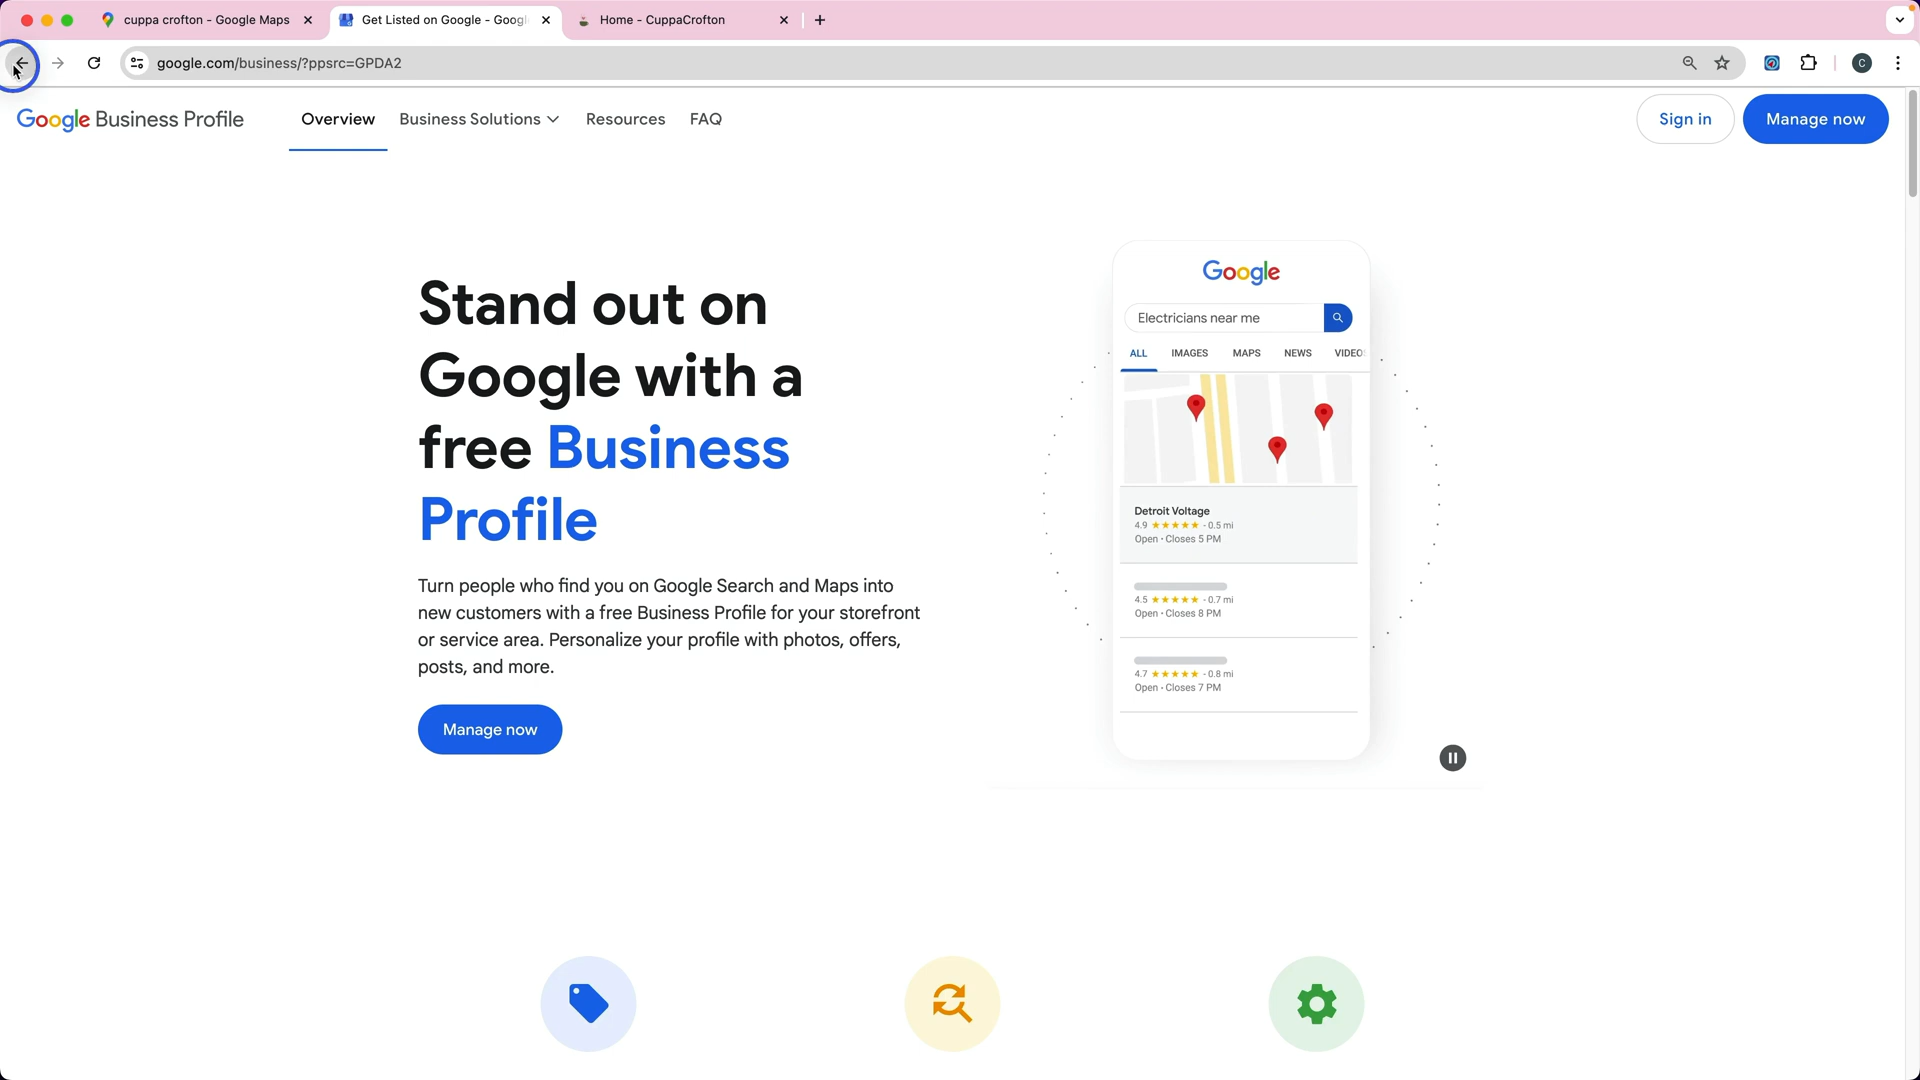 cuppa crofton - Google Maps
Get Listed on Google - Googl
Home - CuppaCrofton
google.com/business/?ppsrc=GPDA2
C
Google Business Profile
Overview
Business Solutions
Resources
FAQ
Sign in
Manage now
Stand out on
Google with a
free Business
Profile
Turn people who find you on Google Search and Maps into
new customers with a free Business Profile for your storefront
or service area. Personalize your profile with photos, offers,
posts, and more.
Manage now
Google
Electricians near me
ALL IMAGES MAPS NEWS VIDEO
Detroit Voltage
4.9 ★★★★★ - 0.5 mi
Open · Closes 5 PM
4.5 ★★★★★ - 0.7 mi
Open · Closes 8 PM
4.7 ★★★★★ - 0.8 mi
Open · Closes 7 PM